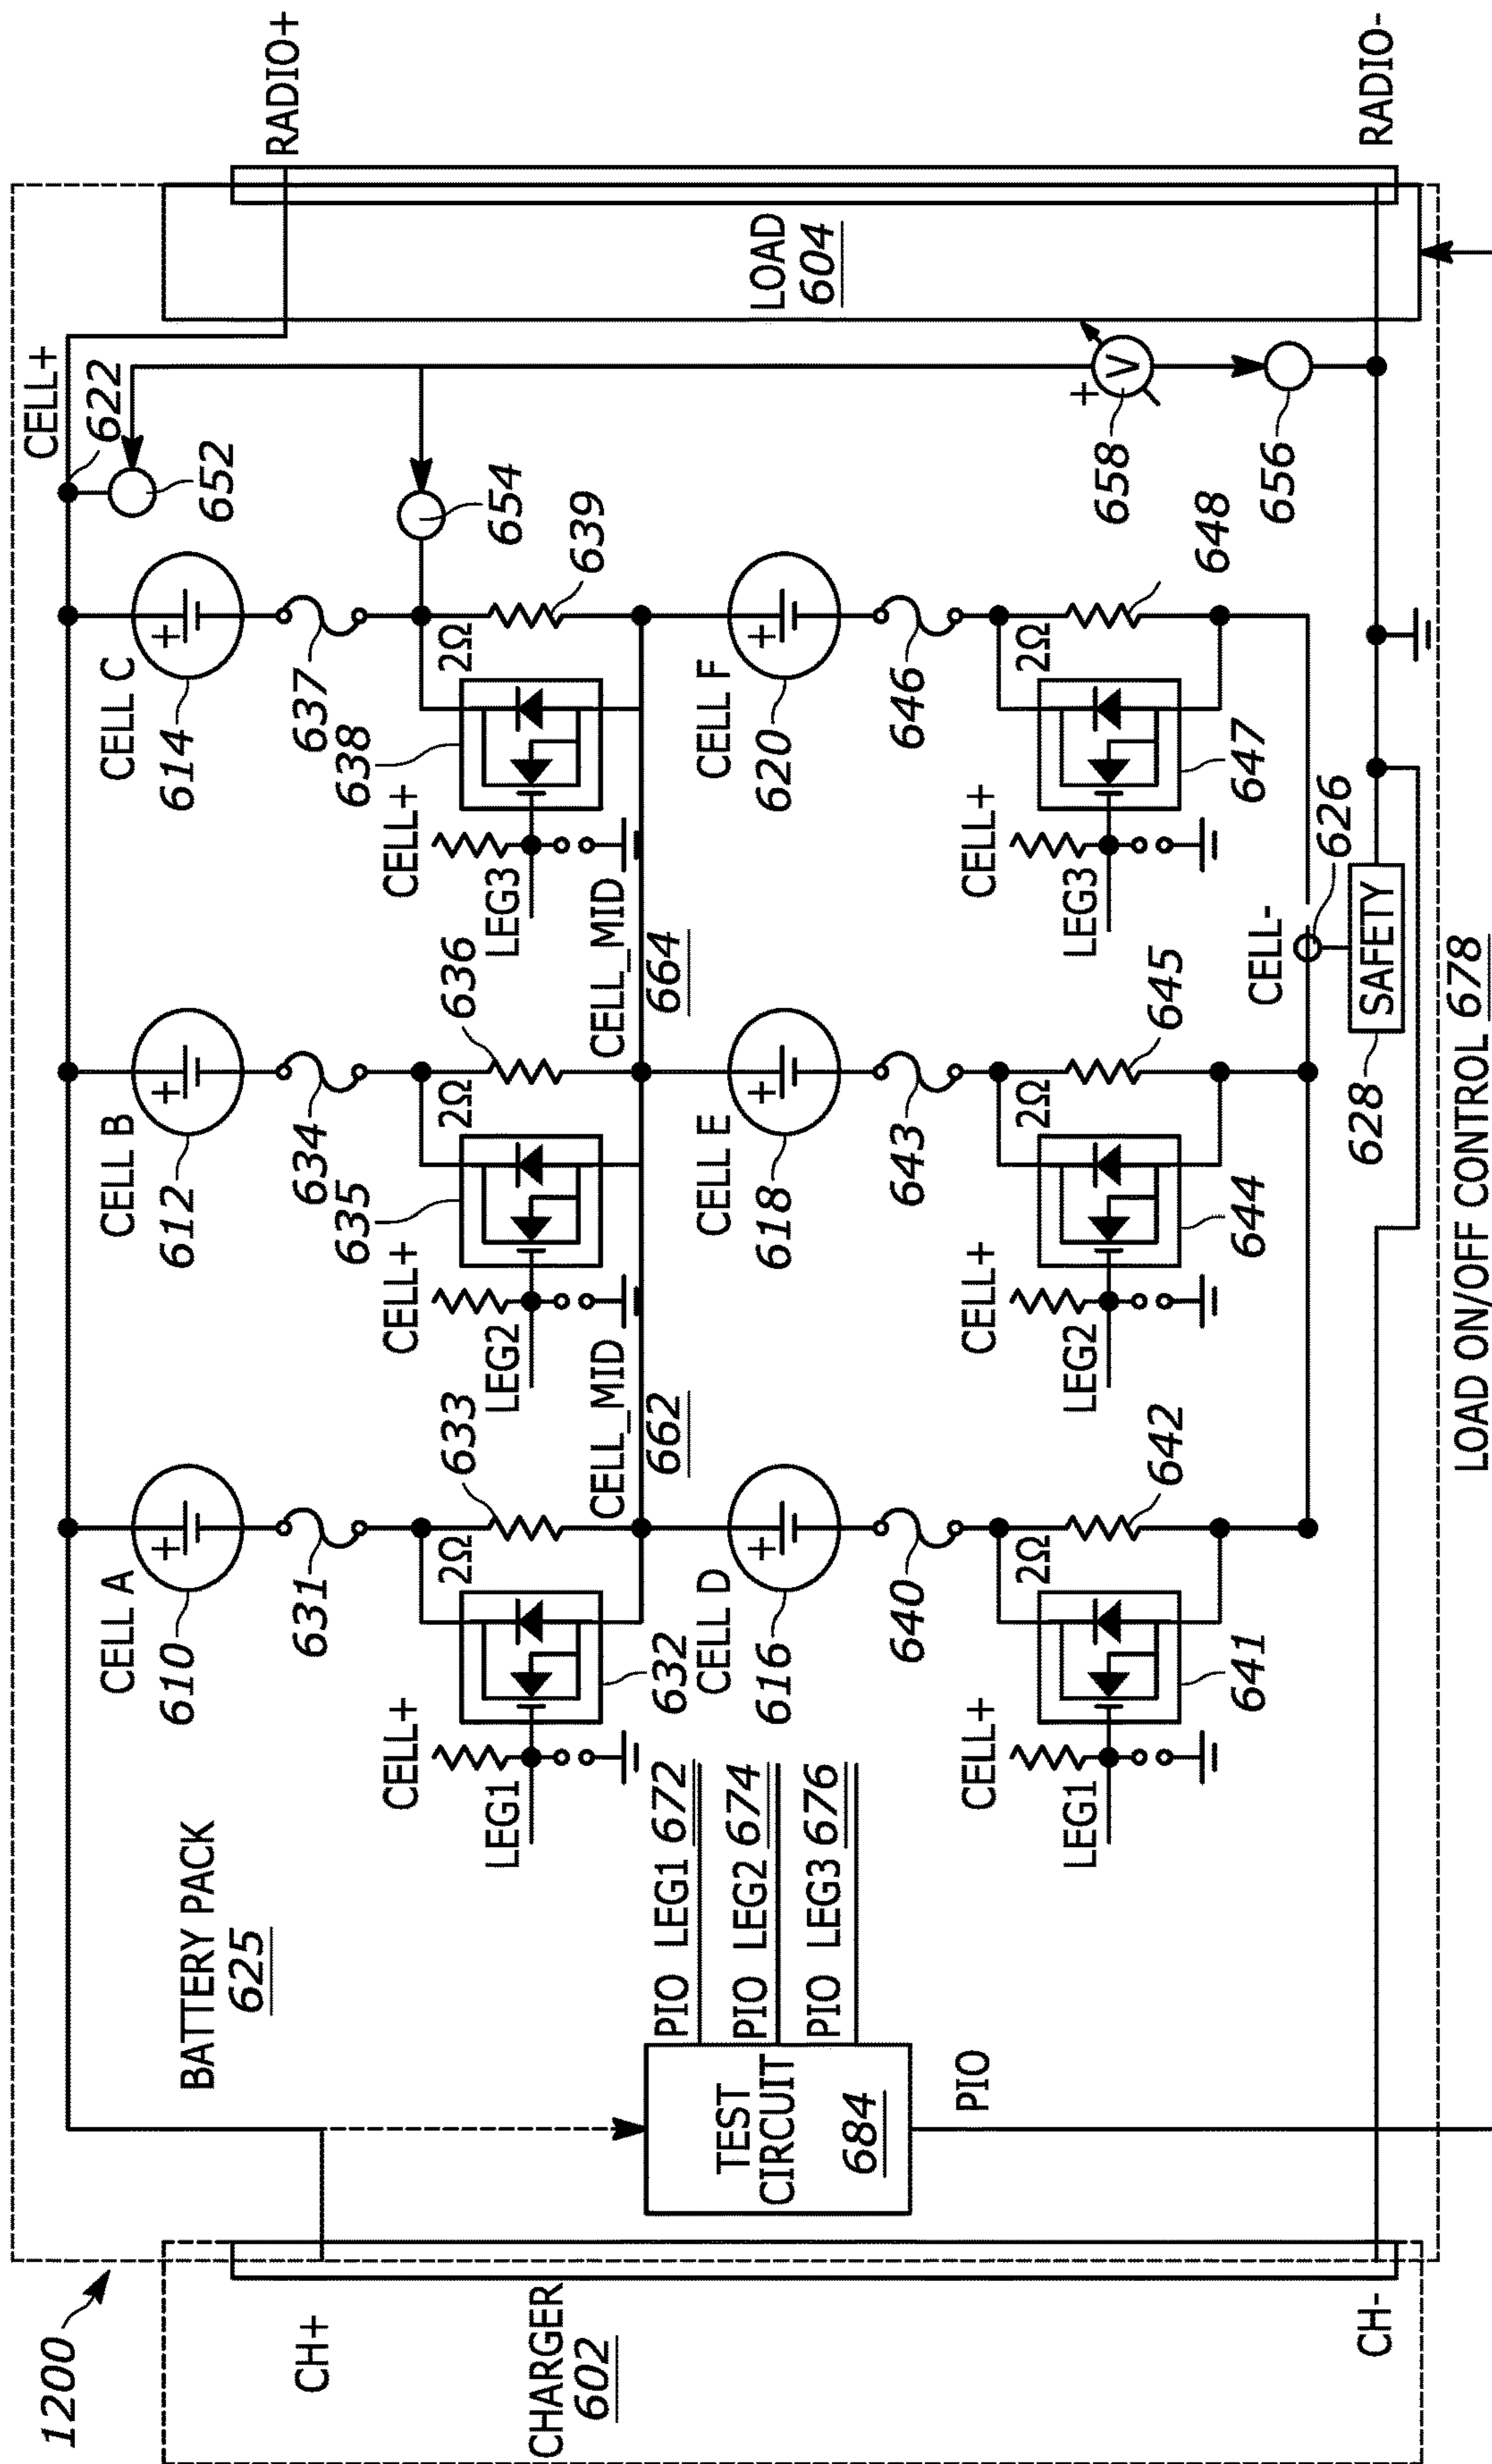 1200
CELL+
622
652
RADIO+
CH+
BATTERY PACK
625
CELL A
610
631
CELL B
612
634
635
CELL C
614
637
638
654
2Ω
633
2Ω
636
2Ω
639
CELL+
LEG1
632
CELL+
LEG2
CELL+
LEG3
CELL_MID
662
CELL_MID
664
CHARGER
602
TEST
CIRCUIT
684
PIO LEG1 672
PIO LEG2 674
PIO LEG3 676
PIO
CELL D
616
640
CELL E
618
643
CELL F
620
646
LOAD
604
+
V
658
656
2Ω
642
2Ω
645
2Ω
648
CELL+
LEG1
641
CELL+
LEG2
644
CELL+
LEG3
647
CELL-
626
SAFETY
628
CH-
RADIO-
LOAD ON/OFF CONTROL 678
+
+
+
+
+
+